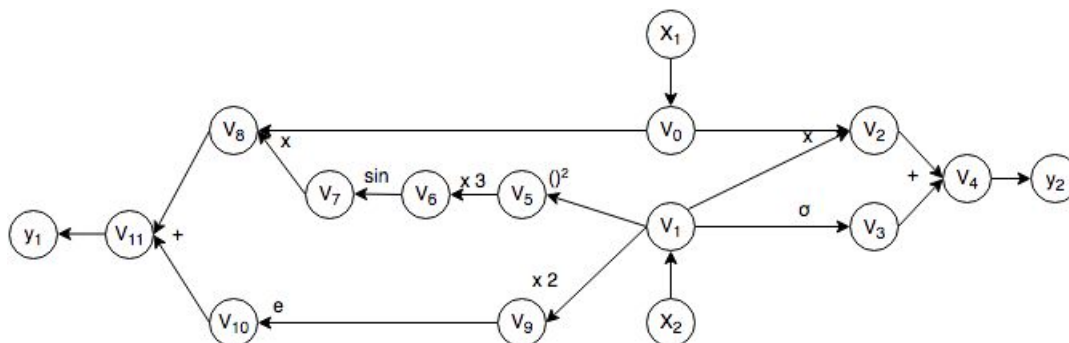 X₁
V₈ x V₀ x V₂
sin x 3 ()²
V₇ V₆ V₅ + V₄ y₂
y₁ V₁₁ + V₁ σ V₃
x 2
e
V₁₀ V₉ X₂